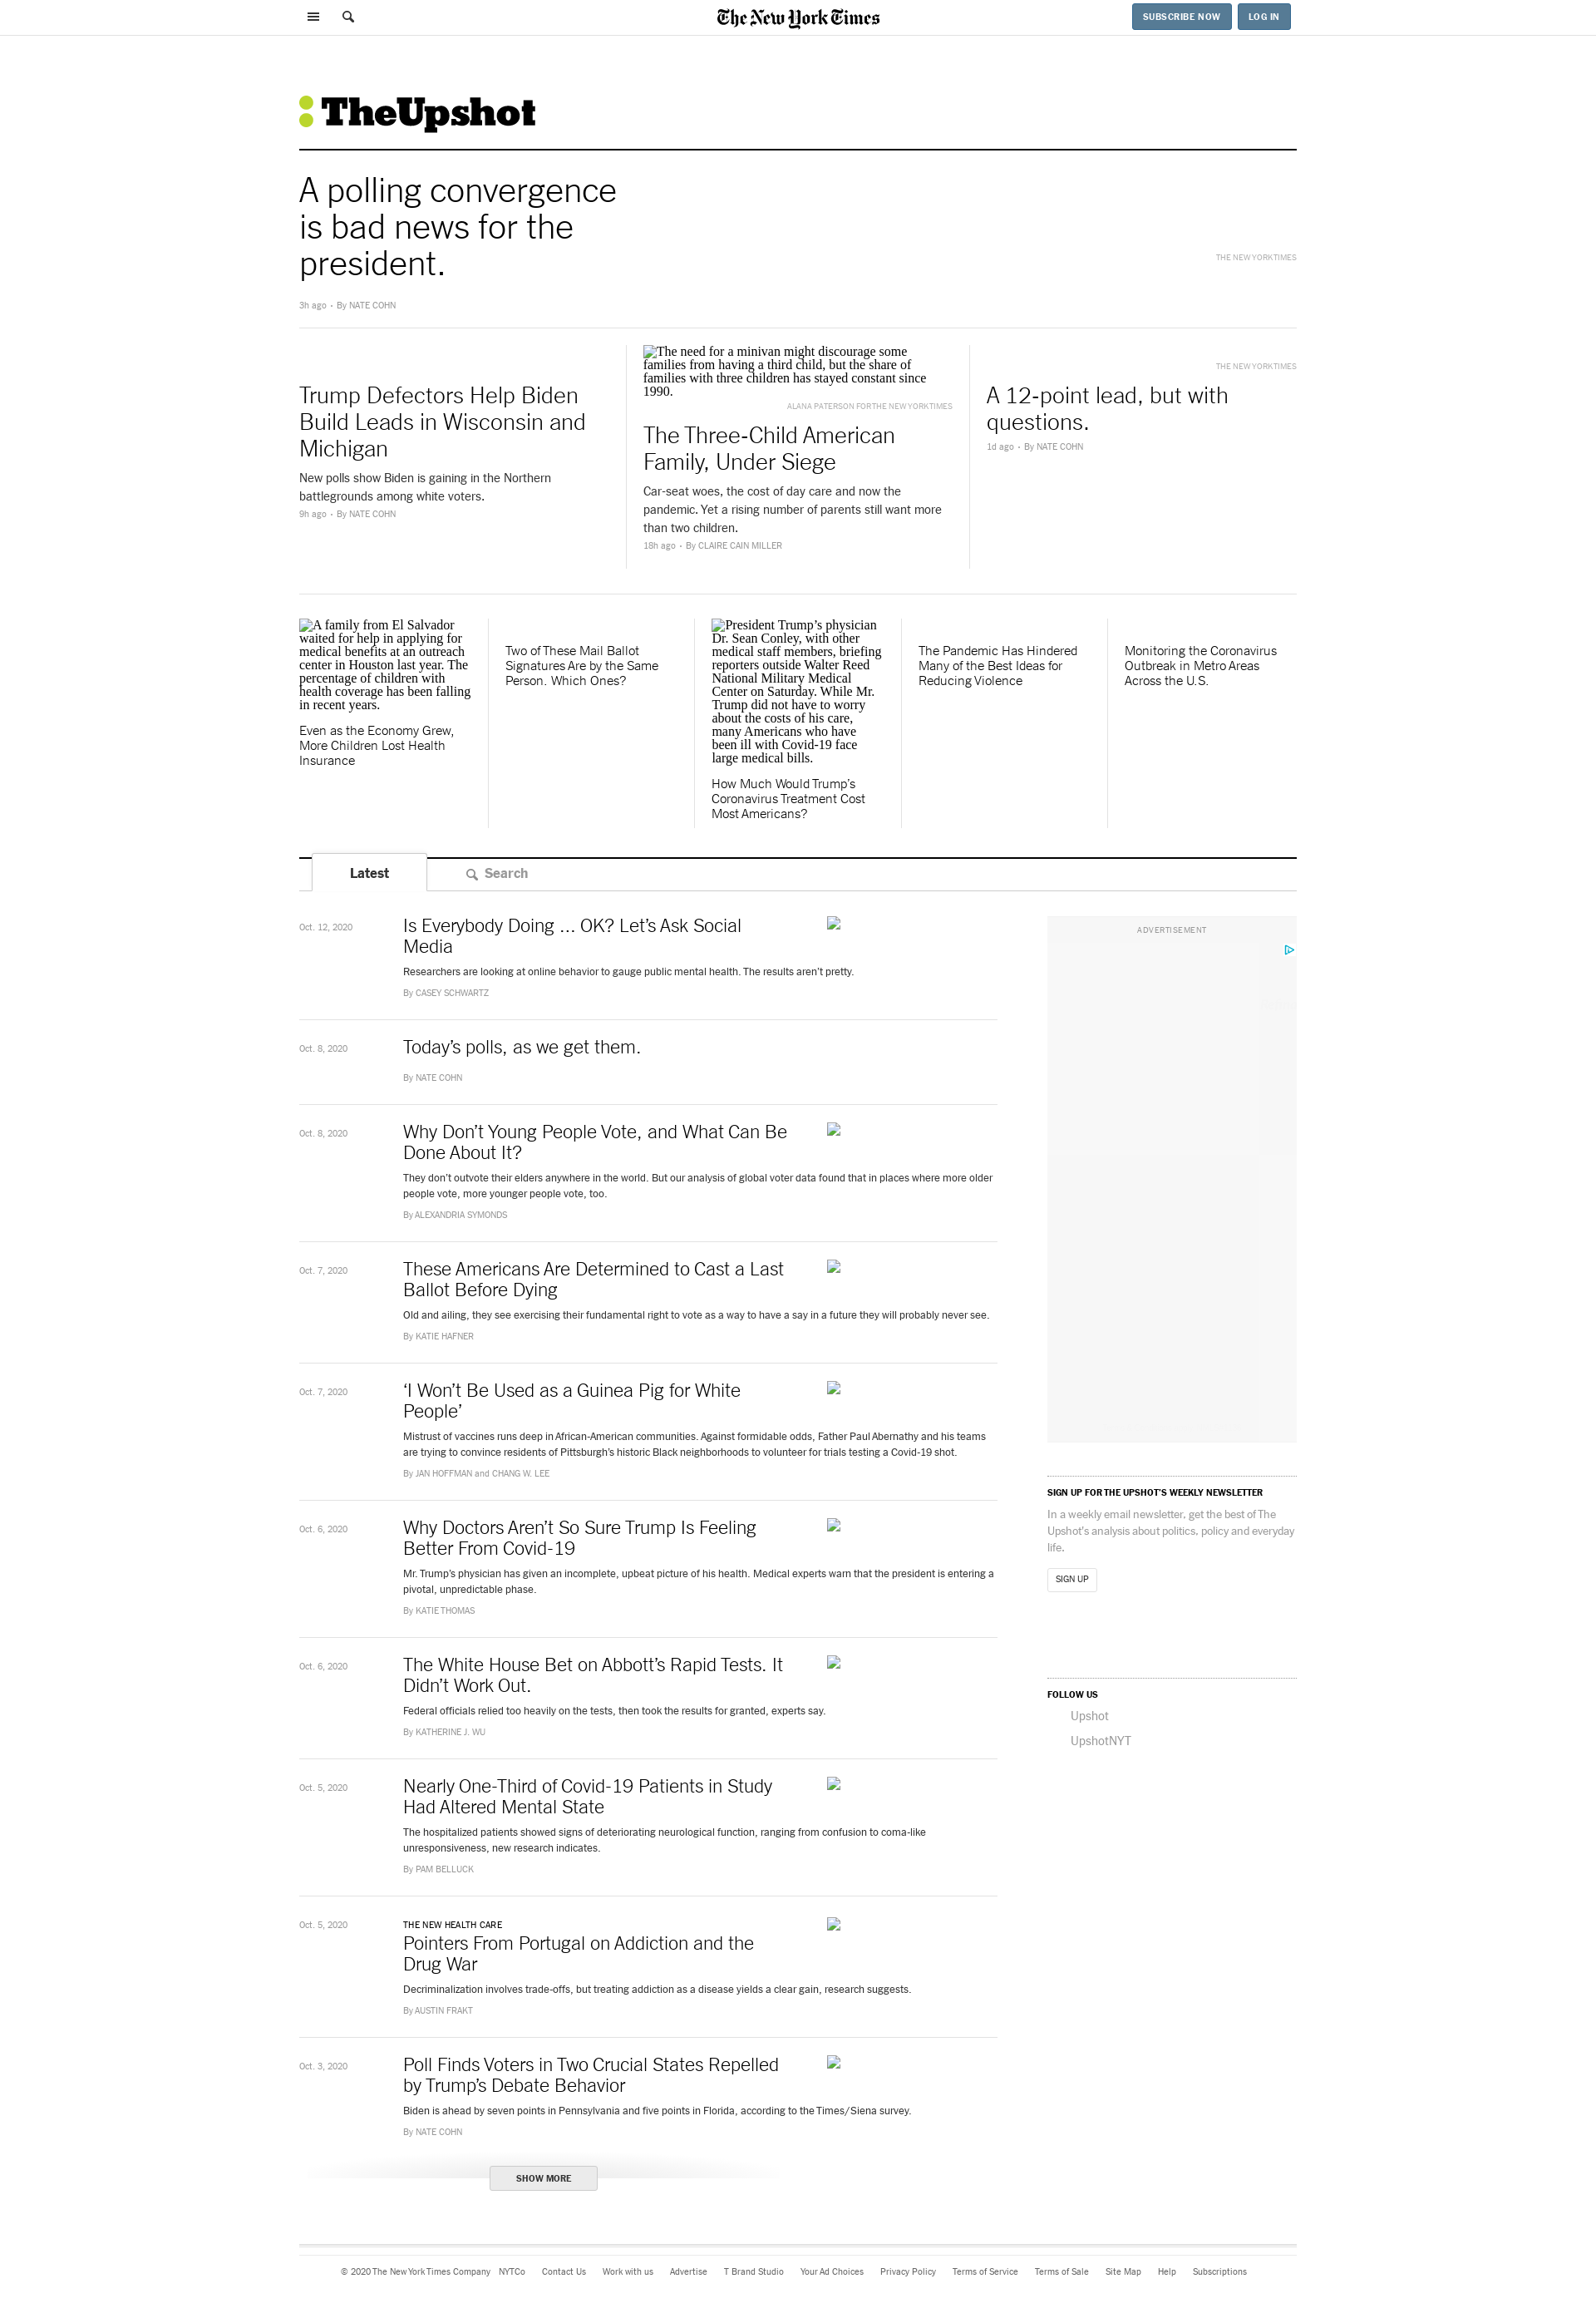 The New York Times
SUBSCRIBE NOW
LOG IN
TheUpshot
A polling convergence
is bad news for the
president.
THE NEW YORK TIMES
3h ago • By NATE COHN
Trump Defectors Help Biden
Build Leads in Wisconsin and
Michigan
New polls show Biden is gaining in the Northern
battlegrounds among white voters.
9h ago • By NATE COHN
The need for a minivan might discourage some
families from having a third child, but the share of
families with three children has stayed constant since
1990.
ALANA PATERSON FOR THE NEW YORK TIMES
The Three-Child American
Family, Under Siege
Car-seat woes, the cost of day care and now the
pandemic. Yet a rising number of parents still want more
than two children.
18h ago • By CLAIRE CAIN MILLER
THE NEW YORK TIMES
A 12-point lead, but with
questions.
1d ago • By NATE COHN
A family from El Salvador
waited for help in applying for
medical benefits at an outreach
center in Houston last year. The
percentage of children with
health coverage has been falling
in recent years.
Even as the Economy Grew,
More Children Lost Health
Insurance
Two of These Mail Ballot
Signatures Are by the Same
Person. Which Ones?
President Trump’s physician
Dr. Sean Conley, with other
medical staff members, briefing
reporters outside Walter Reed
National Military Medical
Center on Saturday. While Mr.
Trump did not have to worry
about the costs of his care,
many Americans who have
been ill with Covid-19 face
large medical bills.
How Much Would Trump’s
Coronavirus Treatment Cost
Most Americans?
The Pandemic Has Hindered
Many of the Best Ideas for
Reducing Violence
Monitoring the Coronavirus
Outbreak in Metro Areas
Across the U.S.
Latest
Search
Oct. 12, 2020
Is Everybody Doing ... OK? Let’s Ask Social
Media
Researchers are looking at online behavior to gauge public mental health. The results aren’t pretty.
By CASEY SCHWARTZ
Oct. 8, 2020
Today’s polls, as we get them.
By NATE COHN
Oct. 8, 2020
Why Don’t Young People Vote, and What Can Be
Done About It?
They don’t outvote their elders anywhere in the world. But our analysis of global voter data found that in places where more older
people vote, more younger people vote, too.
By ALEXANDRIA SYMONDS
Oct. 7, 2020
These Americans Are Determined to Cast a Last
Ballot Before Dying
Old and ailing, they see exercising their fundamental right to vote as a way to have a say in a future they will probably never see.
By KATIE HAFNER
Oct. 7, 2020
‘I Won’t Be Used as a Guinea Pig for White
People’
Mistrust of vaccines runs deep in African-American communities. Against formidable odds, Father Paul Abernathy and his teams
are trying to convince residents of Pittsburgh’s historic Black neighborhoods to volunteer for trials testing a Covid-19 shot.
By JAN HOFFMAN and CHANG W. LEE
Oct. 6, 2020
Why Doctors Aren’t So Sure Trump Is Feeling
Better From Covid-19
Mr. Trump’s physician has given an incomplete, upbeat picture of his health. Medical experts warn that the president is entering a
pivotal, unpredictable phase.
By KATIE THOMAS
Oct. 6, 2020
The White House Bet on Abbott’s Rapid Tests. It
Didn’t Work Out.
Federal officials relied too heavily on the tests, then took the results for granted, experts say.
By KATHERINE J. WU
Oct. 5, 2020
Nearly One-Third of Covid-19 Patients in Study
Had Altered Mental State
The hospitalized patients showed signs of deteriorating neurological function, ranging from confusion to coma-like
unresponsiveness, new research indicates.
By PAM BELLUCK
Oct. 5, 2020
THE NEW HEALTH CARE
Pointers From Portugal on Addiction and the
Drug War
Decriminalization involves trade-offs, but treating addiction as a disease yields a clear gain, research suggests.
By AUSTIN FRAKT
Oct. 3, 2020
Poll Finds Voters in Two Crucial States Repelled
by Trump’s Debate Behavior
Biden is ahead by seven points in Pennsylvania and five points in Florida, according to the Times/Siena survey.
By NATE COHN
SHOW MORE
ADVERTISEMENT
SIGN UP FOR THE UPSHOT’S WEEKLY NEWSLETTER
In a weekly email newsletter, get the best of The
Upshot’s analysis about politics, policy and everyday
life.
SIGN UP
FOLLOW US
Upshot
UpshotNYT
© 2020 The New York Times Company NYTCo Contact Us Work with us Advertise T Brand Studio Your Ad Choices Privacy Policy Terms of Service Terms of Sale Site Map Help Subscriptions